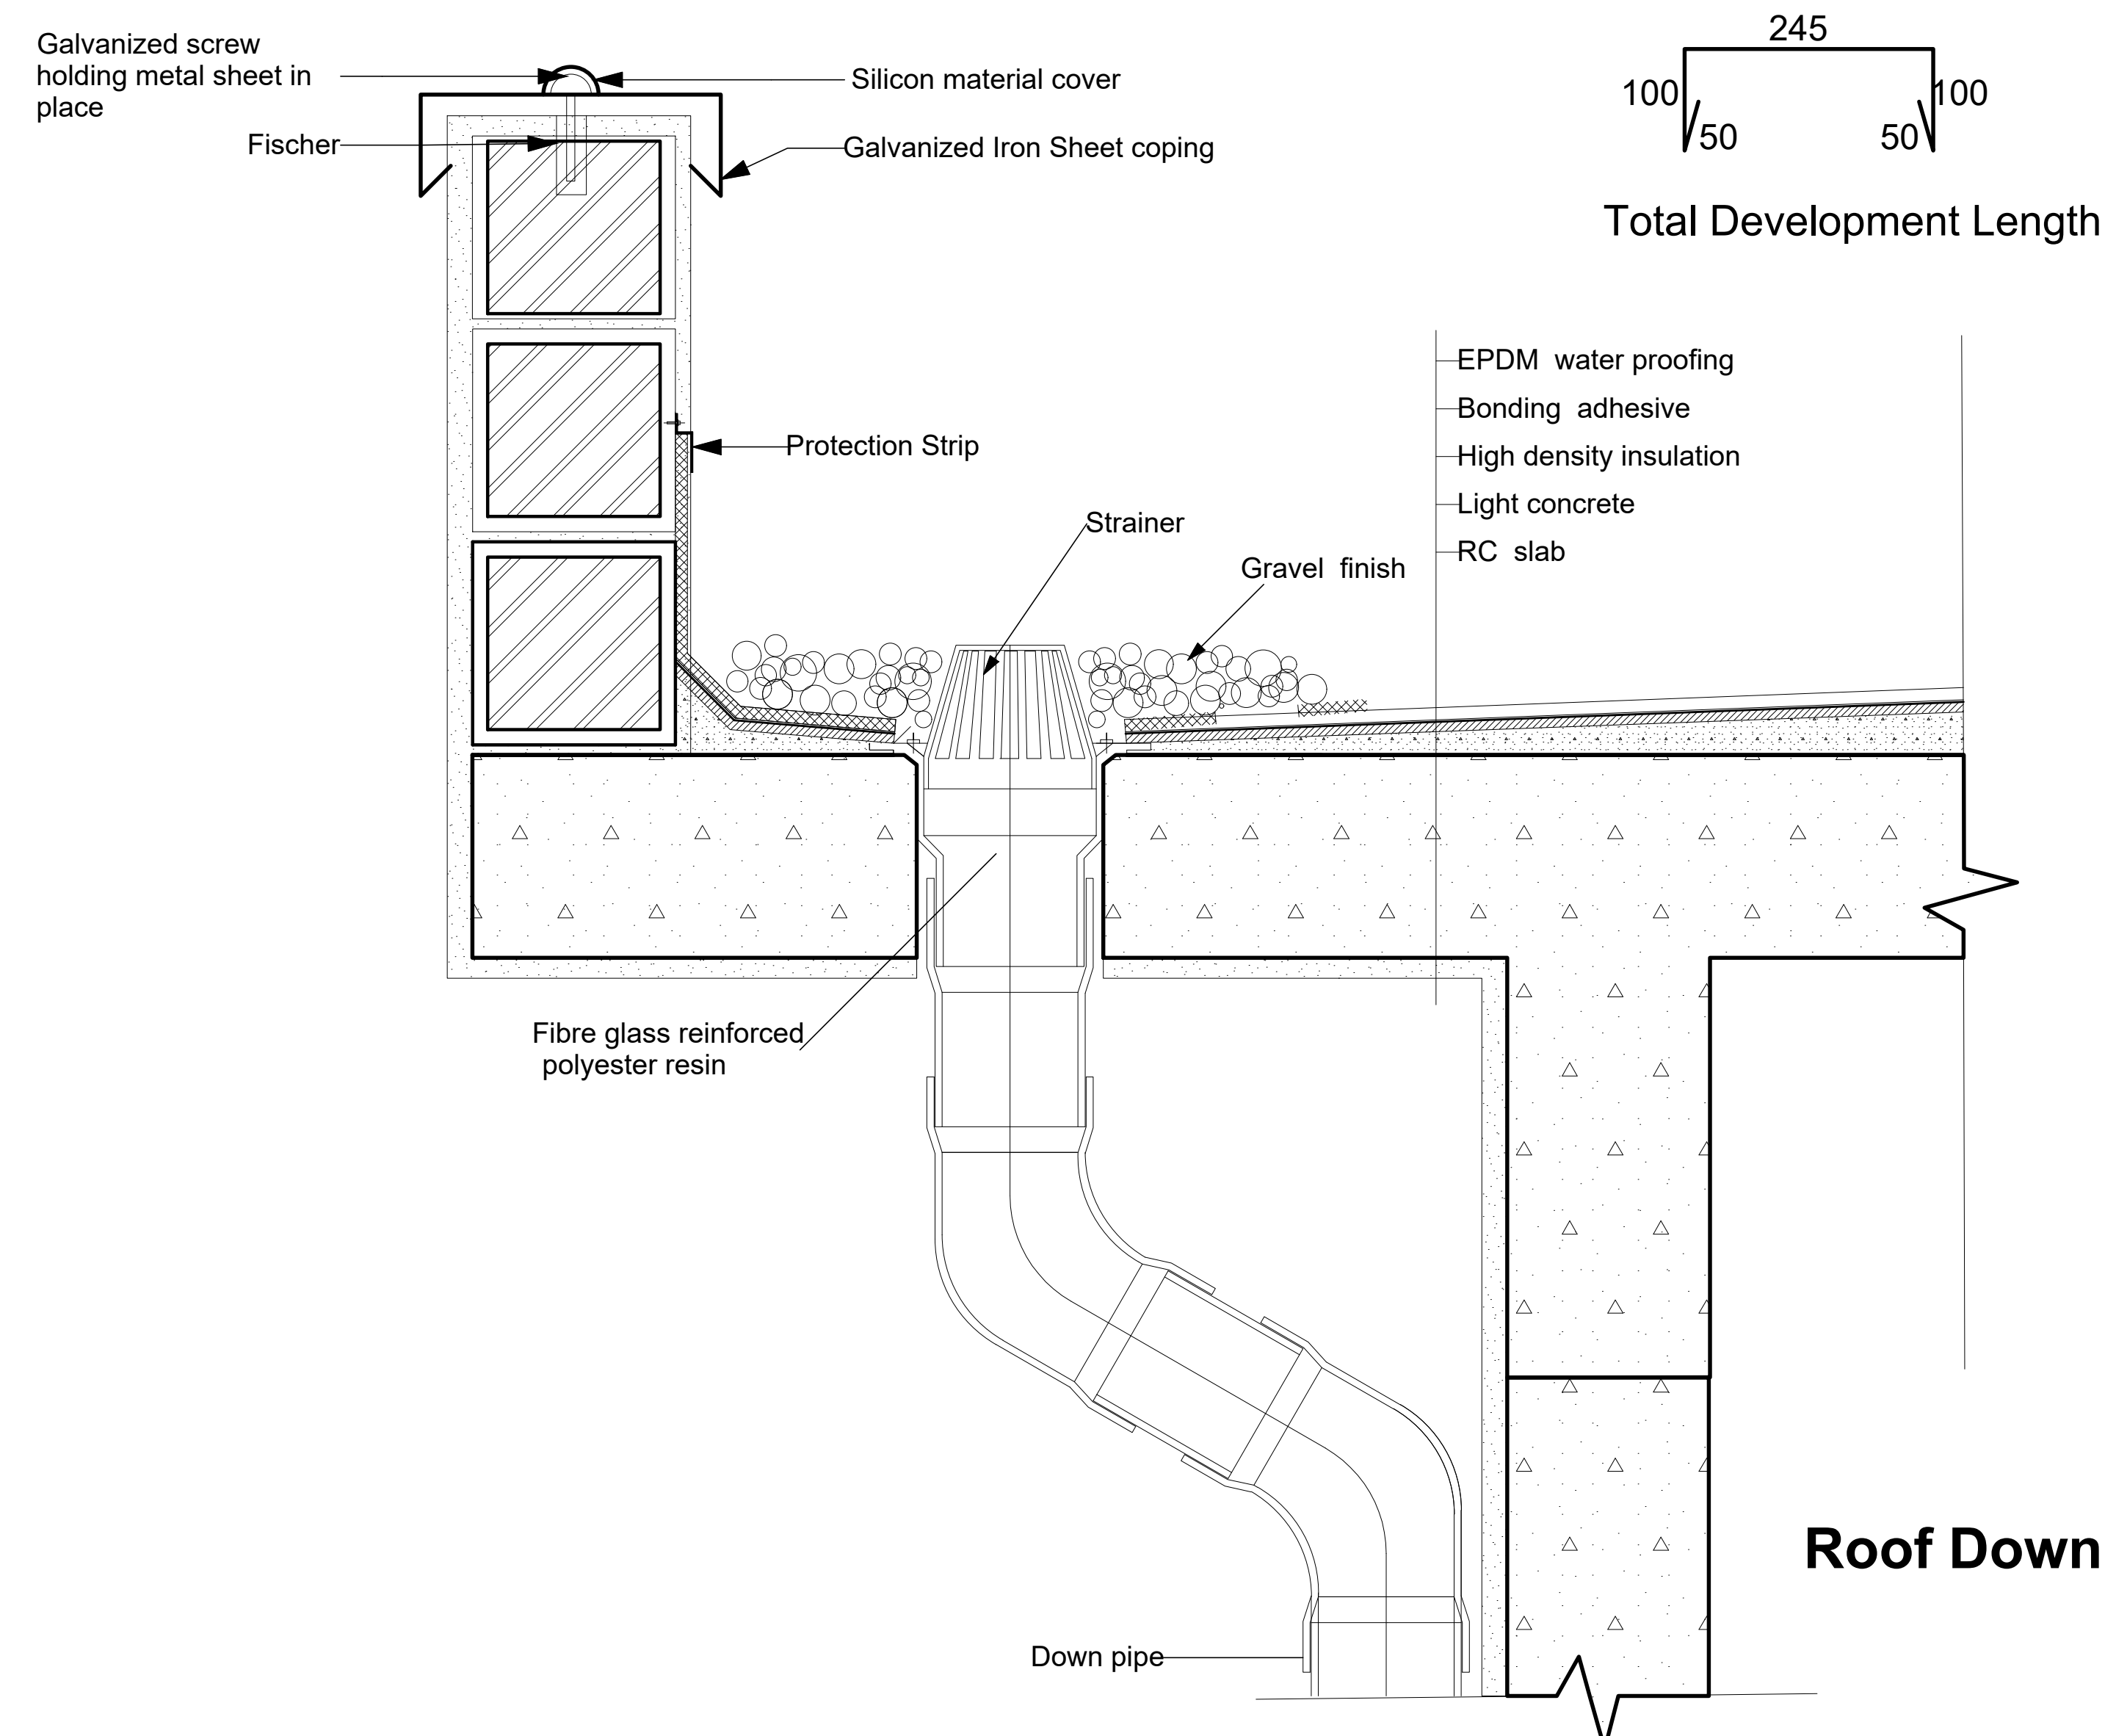 Galvanized screw
holding metal sheet in
place
Silicon material cover
Fischer
Galvanized Iron Sheet coping
245
100
100
50
50
Total Development Length
EPDM water proofing
Bonding adhesive
High density insulation
Light concrete
RC slab
Protection Strip
Strainer
Gravel finish
Fibre glass reinforced
polyester resin
Roof Down
Down pipe